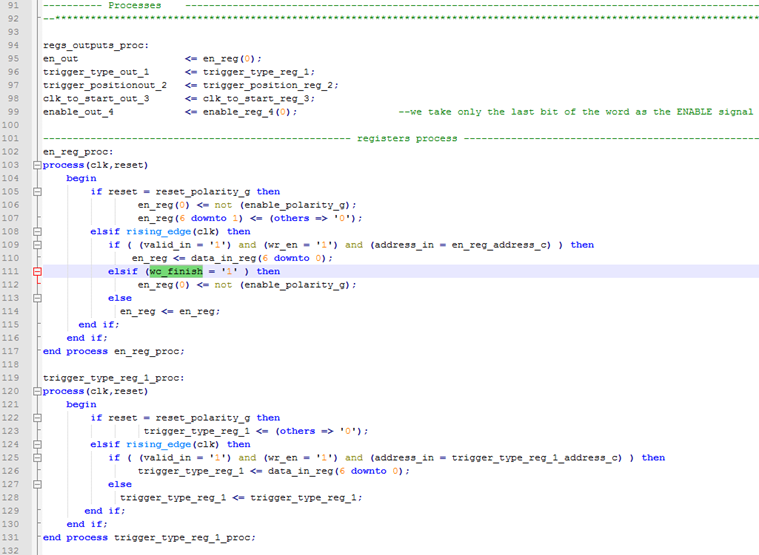 91 ---------- Processes ----------------------------------------------------------------------------------------------
92 --*******************************************************************************************************************
93
94 regs_outputs_proc:
95 en_out <= en_reg(0);
96 trigger_type_out_1 <= trigger_type_reg_1;
97 trigger_positionout_2 <= trigger_position_reg_2;
98 clk_to_start_out_3 <= clk_to_start_reg_3;
99 enable_out_4 <= enable_reg_4(0); --we take only the last bit of the word as the ENABLE signal
100
101 --------------------------------------------------- registers process -------------------------------------------------
102 en_reg_proc:
103 process(clk,reset)
104 begin
105 if reset = reset_polarity_g then
106 en_reg(0) <= not (enable_polarity_g);
107 en_reg(6 downto 1) <= (others => '0');
108 elsif rising_edge(clk) then
109 if ( (valid_in = '1') and (wr_en = '1') and (address_in = en_reg_address_c) ) then
110 en_reg <= data_in_reg(6 downto 0);
111 elsif (wc_finish = '1' ) then
112 en_reg(0) <= not (enable_polarity_g);
113 else
114 en_reg <= en_reg;
115 end if;
116 end if;
117 end process en_reg_proc;
118
119 trigger_type_reg_1_proc:
120 process(clk,reset)
121 begin
122 if reset = reset_polarity_g then
123 trigger_type_reg_1 <= (others => '0');
124 elsif rising_edge(clk) then
125 if ( (valid_in = '1') and (wr_en = '1') and (address_in = trigger_type_reg_1_address_c) ) then
126 trigger_type_reg_1 <= data_in_reg(6 downto 0);
127 else
128 trigger_type_reg_1 <= trigger_type_reg_1;
129 end if;
130 end if;
131 end process trigger_type_reg_1_proc;
132